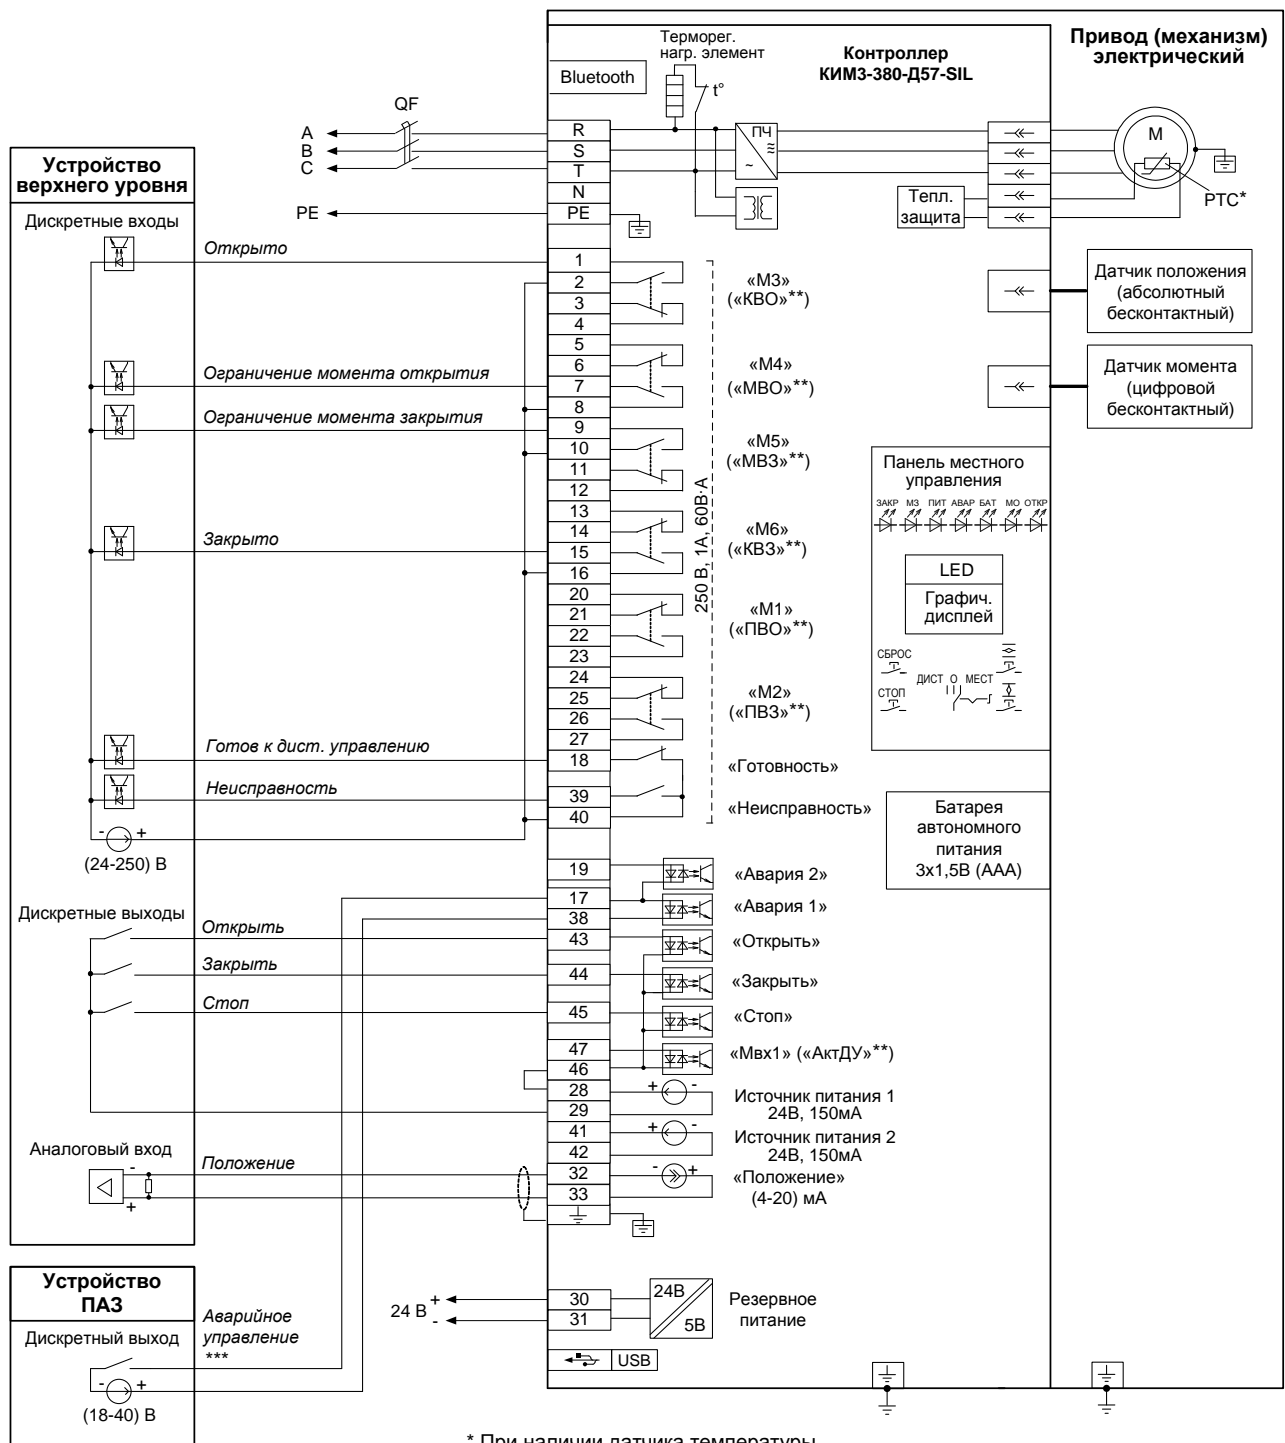 Привод (механизм)
электрический
Терморег.
нагр. элемент
Контроллер
КИМ3-380-Д57-SIL
Bluetooth
t°
QF
A
B
C
PE
R
S
T
N
PE
ПЧ
~
M
PTC*
Тепл.
защита
Устройство
верхнего уровня
Дискретные входы
Открыто
1
2
3
4
«М3»
(«КВО»**)
Датчик положения
(абсолютный
бесконтактный)
Ограничение момента открытия
5
6
7
8
«М4»
(«МВО»**)
Датчик момента
(цифровой
бесконтактный)
Ограничение момента закрытия
9
10
11
12
«М5»
(«МВЗ»**)
250 В, 1А, 60В·А
Панель местного
управления
ЗАКР МЗ ПИТ АВАР БАТ МО ОТКР
LED
Графич.
дисплей
СБРОС
СТОП
ДИСТ О МЕСТ
Закрыто
13
14
15
16
«М6»
(«КВЗ»**)
20
21
22
23
«М1»
(«ПВО»**)
24
25
26
27
«М2»
(«ПВЗ»**)
Готов к дист. управлению
18
«Готовность»
Неисправность
39
40
«Неисправность»
- +
(24-250) В
Батарея
автономного
питания
3х1,5В (ААА)
19
«Авария 2»
17
38
«Авария 1»
Дискретные выходы
Открыть
43
«Открыть»
Закрыть
44
«Закрыть»
Стоп
45
«Стоп»
47
46
«Мвх1» («АктДУ»**)
28
29
+ -
Источник питания 1
24В, 150мА
41
42
+ -
Источник питания 2
24В, 150мА
Аналоговый вход
-
+
Положение
32
33
- +
«Положение»
(4-20) мА
Устройство
ПАЗ
Дискретный выход
- +
(18-40) В
Аварийное
управление
***
24 В
+
-
30
31
24В
5В
Резервное
питание
USB
* При наличии датчика температуры